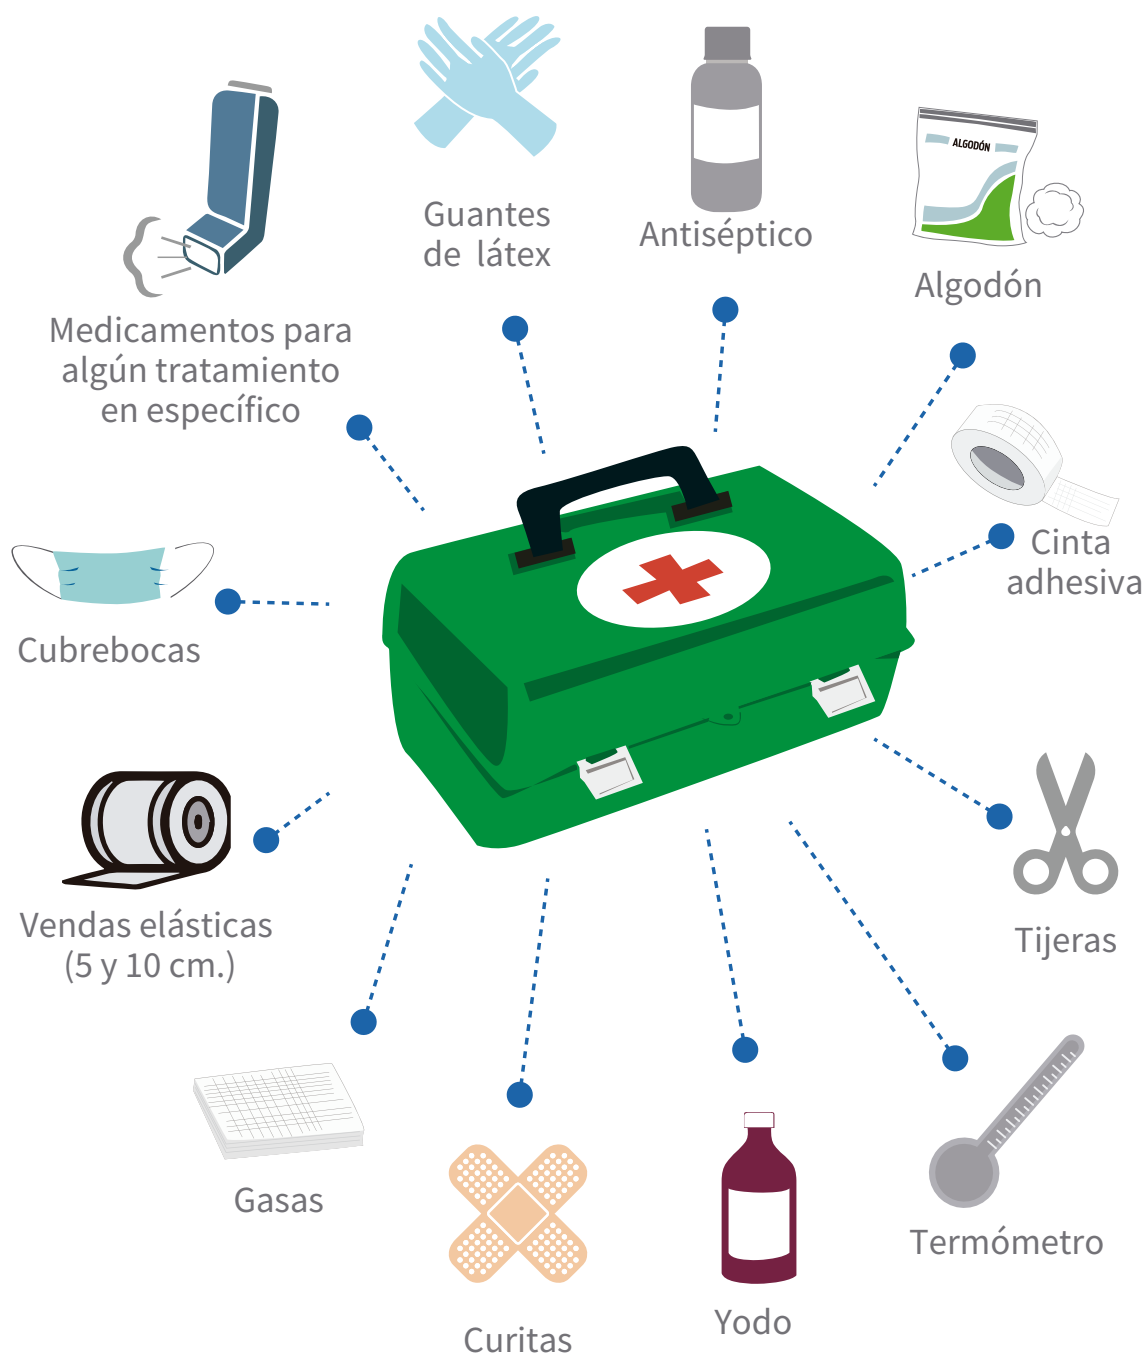 Guantes
de látex
Antiséptico
ALGODÓN
Algodón
Medicamentos para
algún tratamiento
en específico
Cinta
adhesiva
Cubrebocas
Vendas elásticas
(5 y 10 cm.)
Tijeras
Gasas
Termómetro
Yodo
Curitas